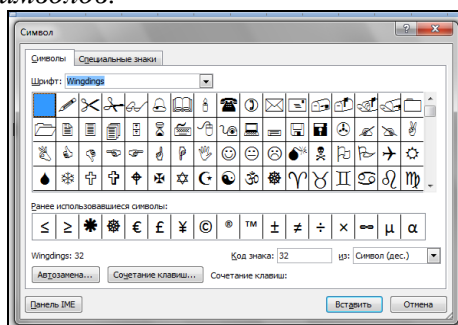 символов.
Символ
Символы Специальные знаки
Шрифт: Wingdings
Ранее использовавшиеся символы:
≤ ≥ ✱ ☸ € £ ¥ © ® ™ ± ≠ ÷ × ∞ µ α
Wingdings: 32 Код знака: 32 из: Символ (дес.)
Автозамена... Сочетание клавиш... Сочетание клавиш:
Панель IME Вставить Отмена